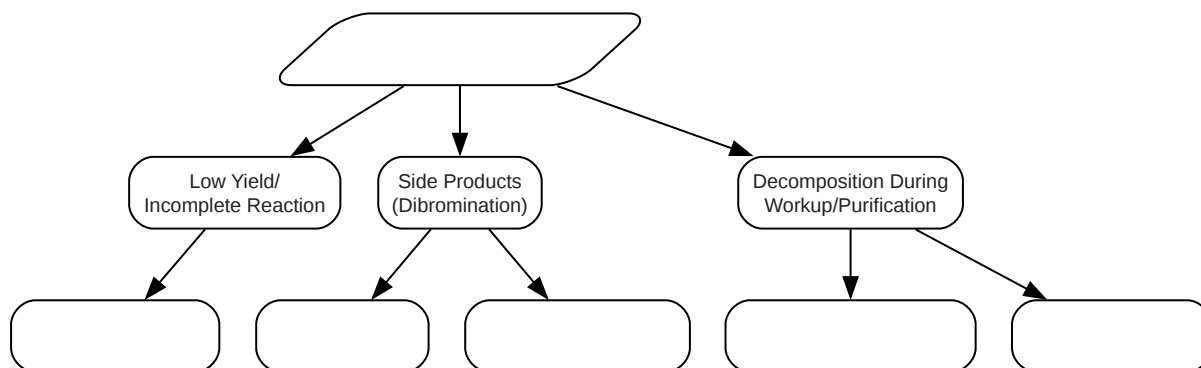 Low Yield/
Incomplete Reaction
Side Products
(Dibromination)
Decomposition During
Workup/Purification